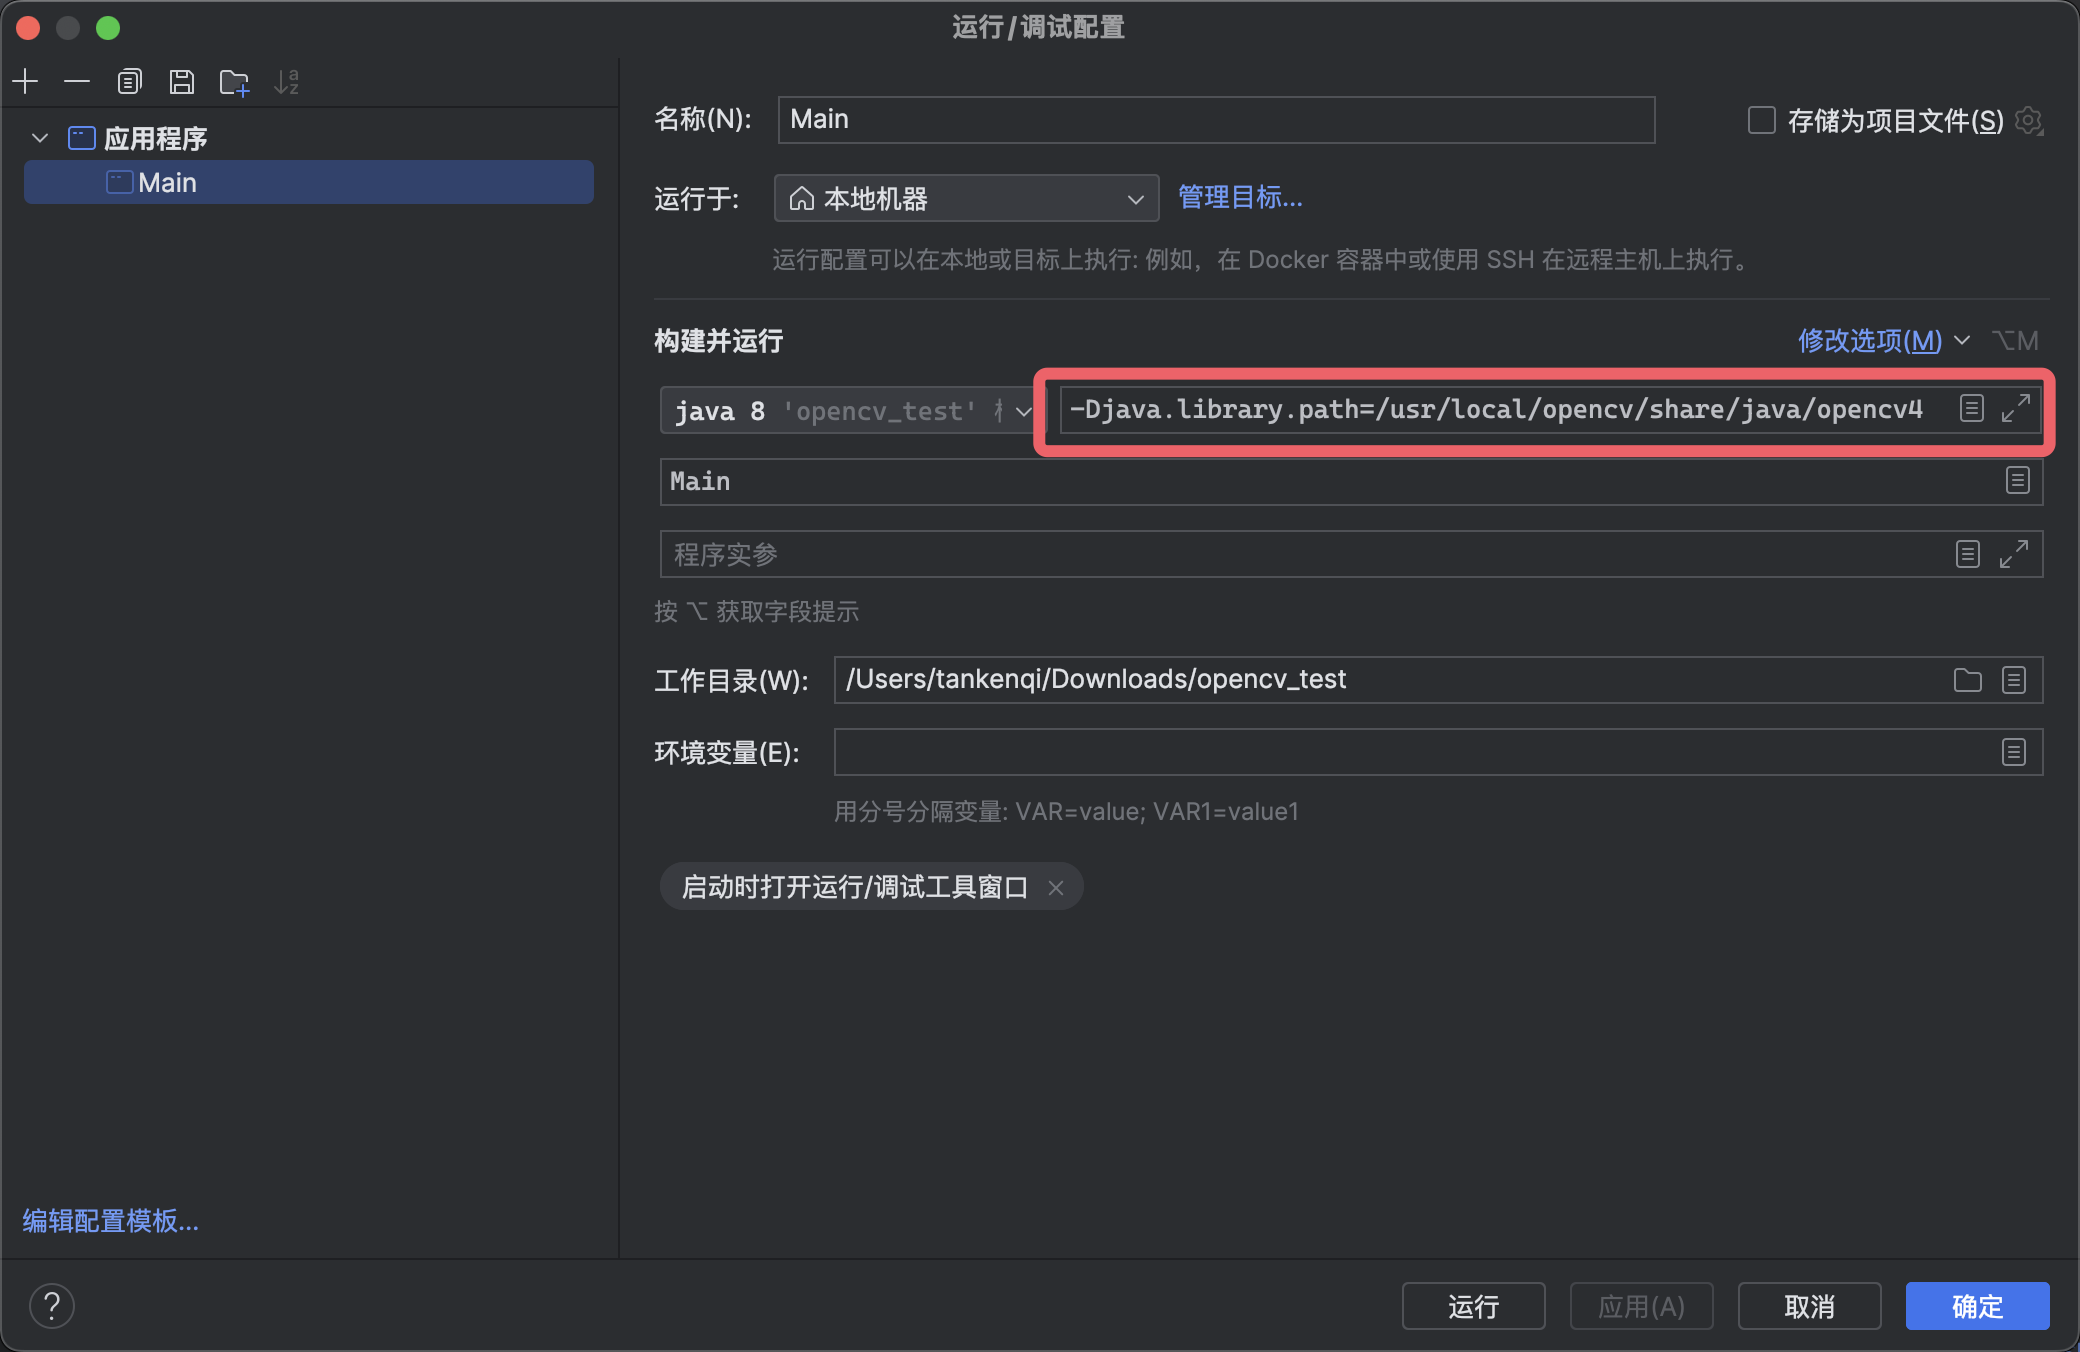 运行/调试配置
应用程序
Main
名称(N): Main
存储为项目文件(S)
运行于: 本地机器 管理目标...
运行配置可以在本地或目标上执行: 例如，在 Docker 容器中或使用 SSH 在远程主机上执行。
构建并运行
修改选项(M) ⌥M
java 8 'opencv_test'
-Djava.library.path=/usr/local/opencv/share/java/opencv4
Main
程序实参
按 ⌥ 获取字段提示
工作目录(W): /Users/tankenqi/Downloads/opencv_test
环境变量(E):
用分号分隔变量: VAR=value; VAR1=value1
启动时打开运行/调试工具窗口
编辑配置模板...
?
运行
应用(A)
取消
确定